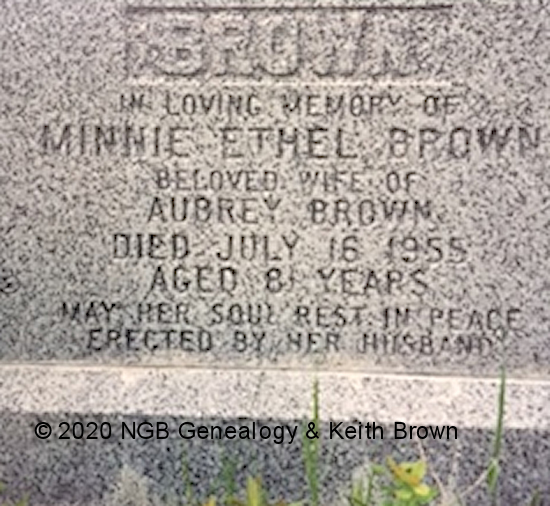 BROWN
IN LOVING MEMORY OF
MINNIE ETHEL BROWN
BELOVED WIFE OF
AUBREY BROWN
DIED JULY 16 1955
AGED 81 YEARS
MAY HER SOUL REST IN PEACE
ERECTED BY HER HUSBAND
© 2020 NGB Genealogy & Keith Brown